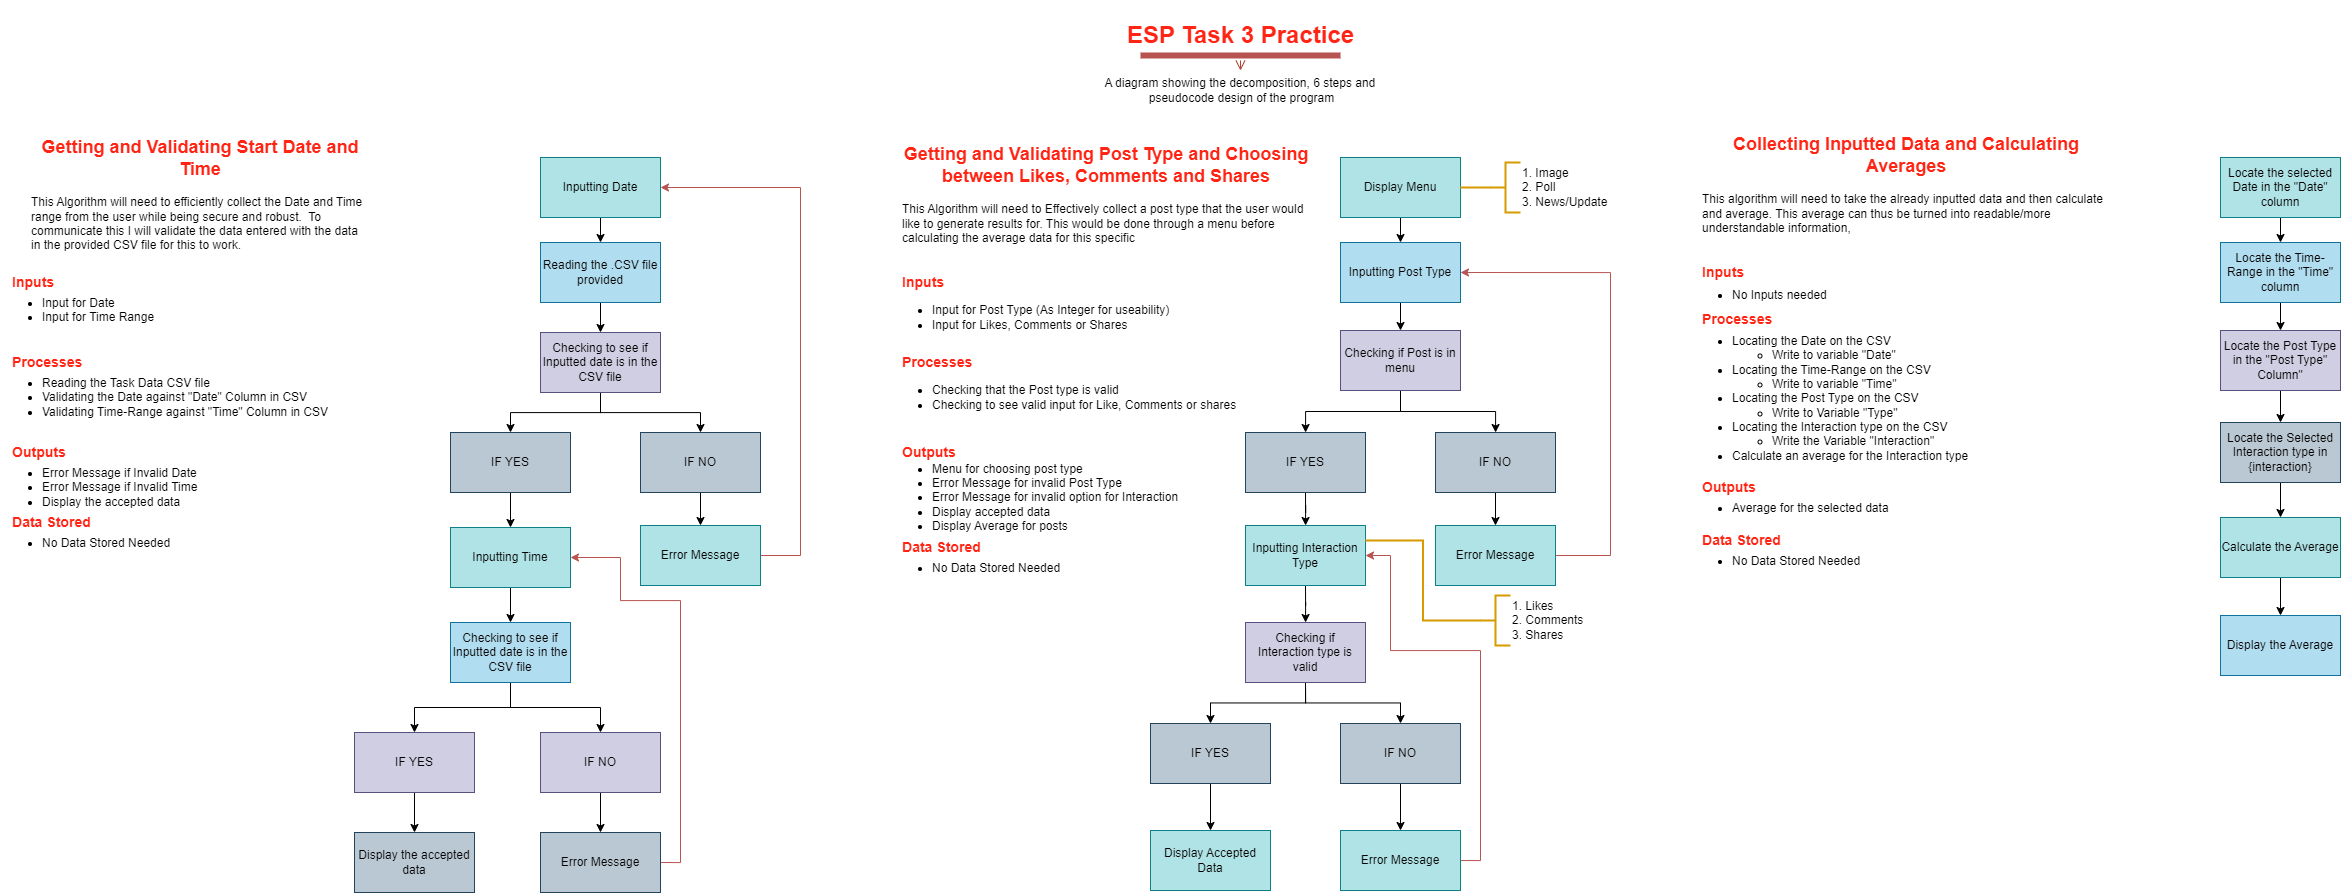 ESP Task 3 Practice
A diagram showing the decomposition, 6 steps and
pseudocode design of the program
Getting and Validating Start Date and
Time
This Algorithm will need to efficiently collect the Date and Time
range from the user while being secure and robust. To
communicate this I will validate the data entered with the data
in the provided CSV file for this to work.
Inputs
Input for Date
Input for Time Range
Processes
Reading the Task Data CSV file
Validating the Date against "Date" Column in CSV
Validating Time-Range against "Time" Column in CSV
Outputs
Error Message if Invalid Date
Error Message if Invalid Time
Display the accepted data
Data Stored
No Data Stored Needed
Inputting Date
Reading the .CSV file
provided
Checking to see if
Inputted date is in the
CSV file
IF YES
IF NO
Inputting Time
Error Message
Checking to see if
Inputted date is in the
CSV file
IF YES
IF NO
Display the accepted
data
Error Message
Getting and Validating Post Type and Choosing
between Likes, Comments and Shares
This Algorithm will need to Effectively collect a post type that the user would
like to generate results for. This would be done through a menu before
calculating the average data for this specific
Inputs
Input for Post Type (As Integer for useability)
Input for Likes, Comments or Shares
Processes
Checking that the Post type is valid
Checking to see valid input for Like, Comments or shares
Outputs
Menu for choosing post type
Error Message for invalid Post Type
Error Message for invalid option for Interaction
Display accepted data
Display Average for posts
Data Stored
No Data Stored Needed
Display Menu
1. Image
2. Poll
3. News/Update
Inputting Post Type
Checking if Post is in
menu
IF YES
IF NO
Inputting Interaction
Type
Error Message
1. Likes
2. Comments
3. Shares
Checking if
Interaction type is
valid
IF YES
IF NO
Display Accepted
Data
Error Message
Collecting Inputted Data and Calculating
Averages
This algorithm will need to take the already inputted data and then calculate
and average. This average can thus be turned into readable/more
understandable information,
Inputs
No Inputs needed
Processes
Locating the Date on the CSV
Write to variable "Date"
Locating the Time-Range on the CSV
Write to variable "Time"
Locating the Post Type on the CSV
Write to Variable "Type"
Locating the Interaction type on the CSV
Write the Variable "Interaction"
Calculate an average for the Interaction type
Outputs
Average for the selected data
Data Stored
No Data Stored Needed
Locate the selected
Date in the "Date"
column
Locate the Time-
Range in the "Time"
column
Locate the Post Type
in the "Post Type"
Column"
Locate the Selected
Interaction type in
{interaction}
Calculate the Average
Display the Average